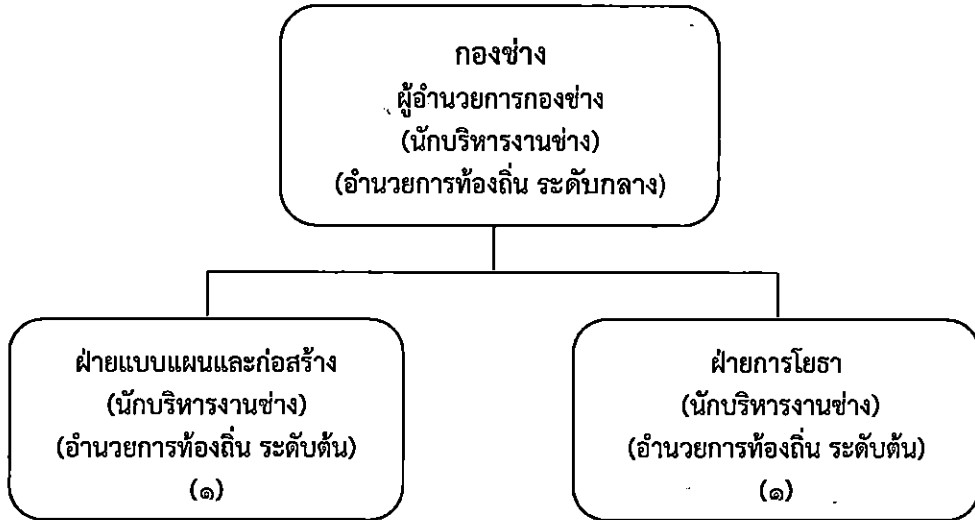 กองช่าง
ผู้อำนวยการกองช่าง
(นักบริหารงานช่าง)
(อำนวยการท้องถิ่น ระดับกลาง)
ฝ่ายแบบแผนและก่อสร้าง
(นักบริหารงานช่าง)
(อำนวยการท้องถิ่น ระดับต้น)
(๑)
ฝ่ายการโยธา
(นักบริหารงานช่าง)
(อำนวยการท้องถิ่น ระดับต้น)
(๑)